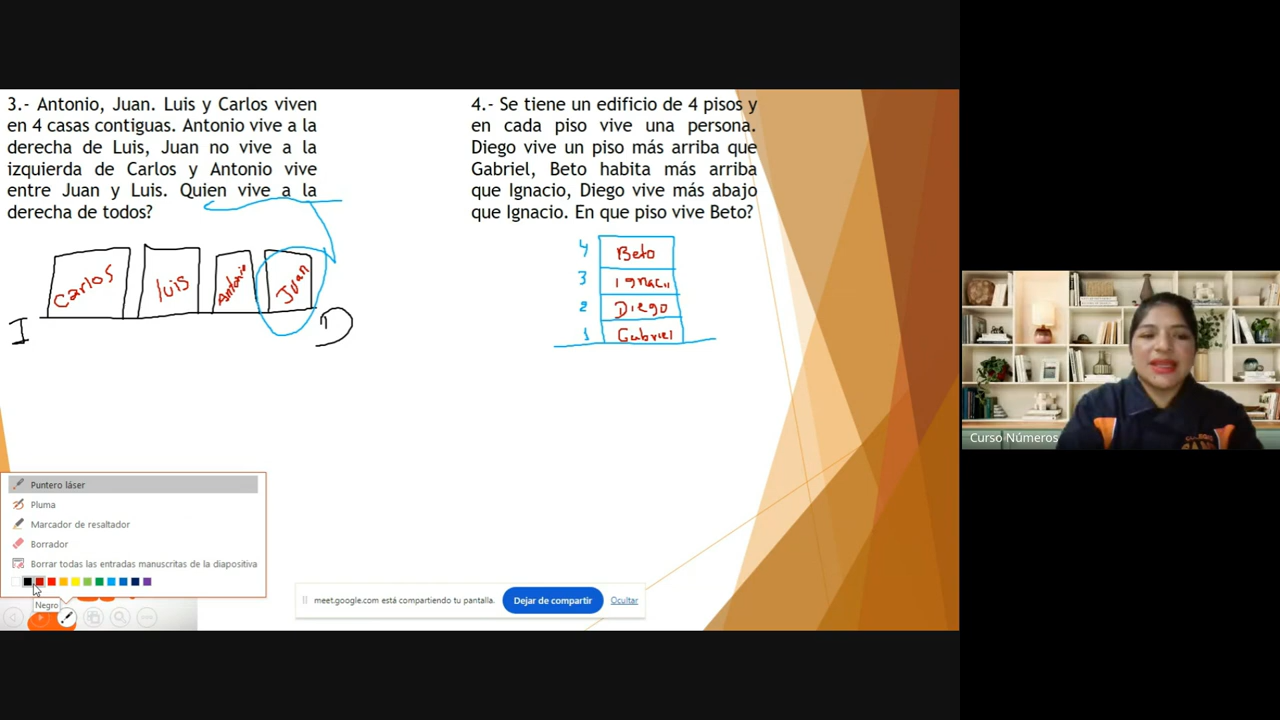 3.- Antonio, Juan. Luis y Carlos viven
en 4 casas contiguas. Antonio vive a la
derecha de Luis, Juan no vive a la
izquierda de Carlos y Antonio vive
entre Juan y Luis. Quien vive a la
derecha de todos?
Carlos
luis
Antonio
Juan
I
D
4.- Se tiene un edificio de 4 pisos y
en cada piso vive una persona.
Diego vive un piso más arriba que
Gabriel, Beto habita más arriba
que Ignacio, Diego vive más abajo
que Ignacio. En que piso vive Beto?
4 Beto
3 Ignacii
2 Diego
1 Gabriel
Curso Números
Puntero láser
Pluma
Marcador de resaltador
Borrador
Borrar todas las entradas manuscritas de la diapositiva
Negro
meet.google.com está compartiendo tu pantalla.
Dejar de compartir
Ocultar